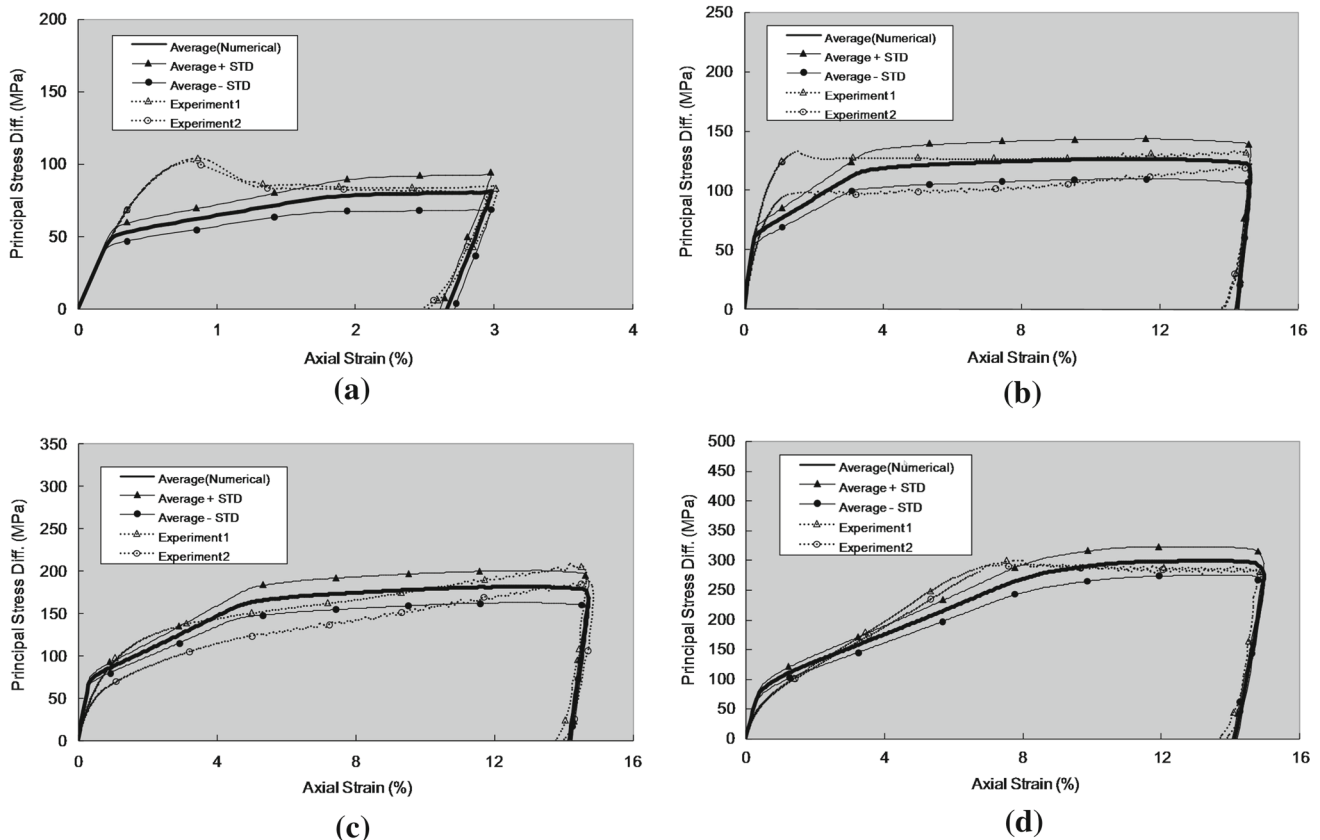 200
150
100
50
0
Principal Stress Diff. (MPa)
Average(Numerical)
Average + STD
Average - STD
Experiment1
Experiment2
0 1 2 3 4
Axial Strain (%)
(a)
250
200
150
100
50
0
Principal Stress Diff. (MPa)
Average(Numerical)
Average + STD
Average - STD
Experiment1
Experiment2
0 4 8 12 16
Axial Strain (%)
(b)
350
300
250
200
150
100
50
0
Principal Stress Diff. (MPa)
Average(Numerical)
Average + STD
Average - STD
Experiment1
Experiment2
0 4 8 12 16
Axial Strain (%)
(c)
500
450
400
350
300
250
200
150
100
50
0
Principal Stress Diff. (MPa)
Average(Numerical)
Average + STD
Average - STD
Experiment1
Experiment2
0 4 8 12 16
Axial Strain (%)
(d)